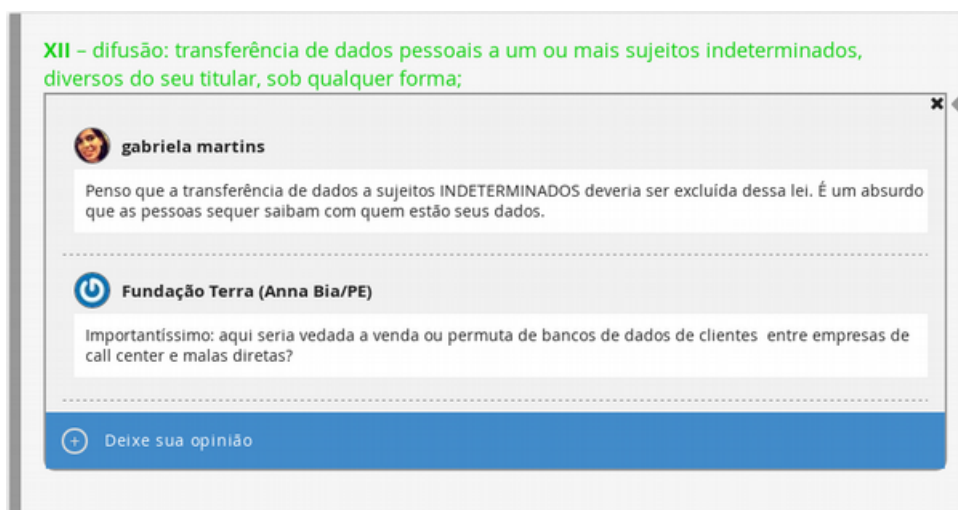 XII – difusão: transferência de dados pessoais a um ou mais sujeitos indeterminados,
diversos do seu titular, sob qualquer forma;
gabriela martins
Penso que a transferência de dados a sujeitos INDETERMINADOS deveria ser excluída dessa lei. É um absurdo
que as pessoas sequer saibam com quem estão seus dados.
Fundação Terra (Anna Bia/PE)
Importantíssimo: aqui seria vedada a venda ou permuta de bancos de dados de clientes  entre empresas de
call center e malas diretas?
Deixe sua opinião